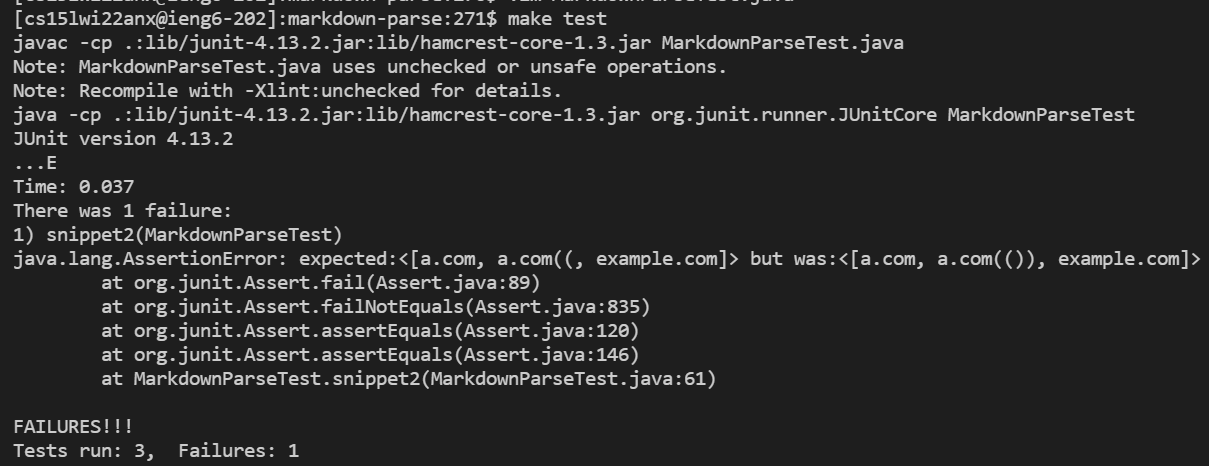 [cs15lwi22anx@ieng6-202]:markdown-parse:271$ make test
javac -cp .:lib/junit-4.13.2.jar:lib/hamcrest-core-1.3.jar MarkdownParseTest.java
Note: MarkdownParseTest.java uses unchecked or unsafe operations.
Note: Recompile with -Xlint:unchecked for details.
java -cp .:lib/junit-4.13.2.jar:lib/hamcrest-core-1.3.jar org.junit.runner.JUnitCore MarkdownParseTest
JUnit version 4.13.2
...E
Time: 0.037
There was 1 failure:
1) snippet2(MarkdownParseTest)
java.lang.AssertionError: expected:<[a.com, a.com((, example.com]> but was:<[a.com, a.com(()), example.com]>
        at org.junit.Assert.fail(Assert.java:89)
        at org.junit.Assert.failNotEquals(Assert.java:835)
        at org.junit.Assert.assertEquals(Assert.java:120)
        at org.junit.Assert.assertEquals(Assert.java:146)
        at MarkdownParseTest.snippet2(MarkdownParseTest.java:61)
FAILURES!!!
Tests run: 3,  Failures: 1